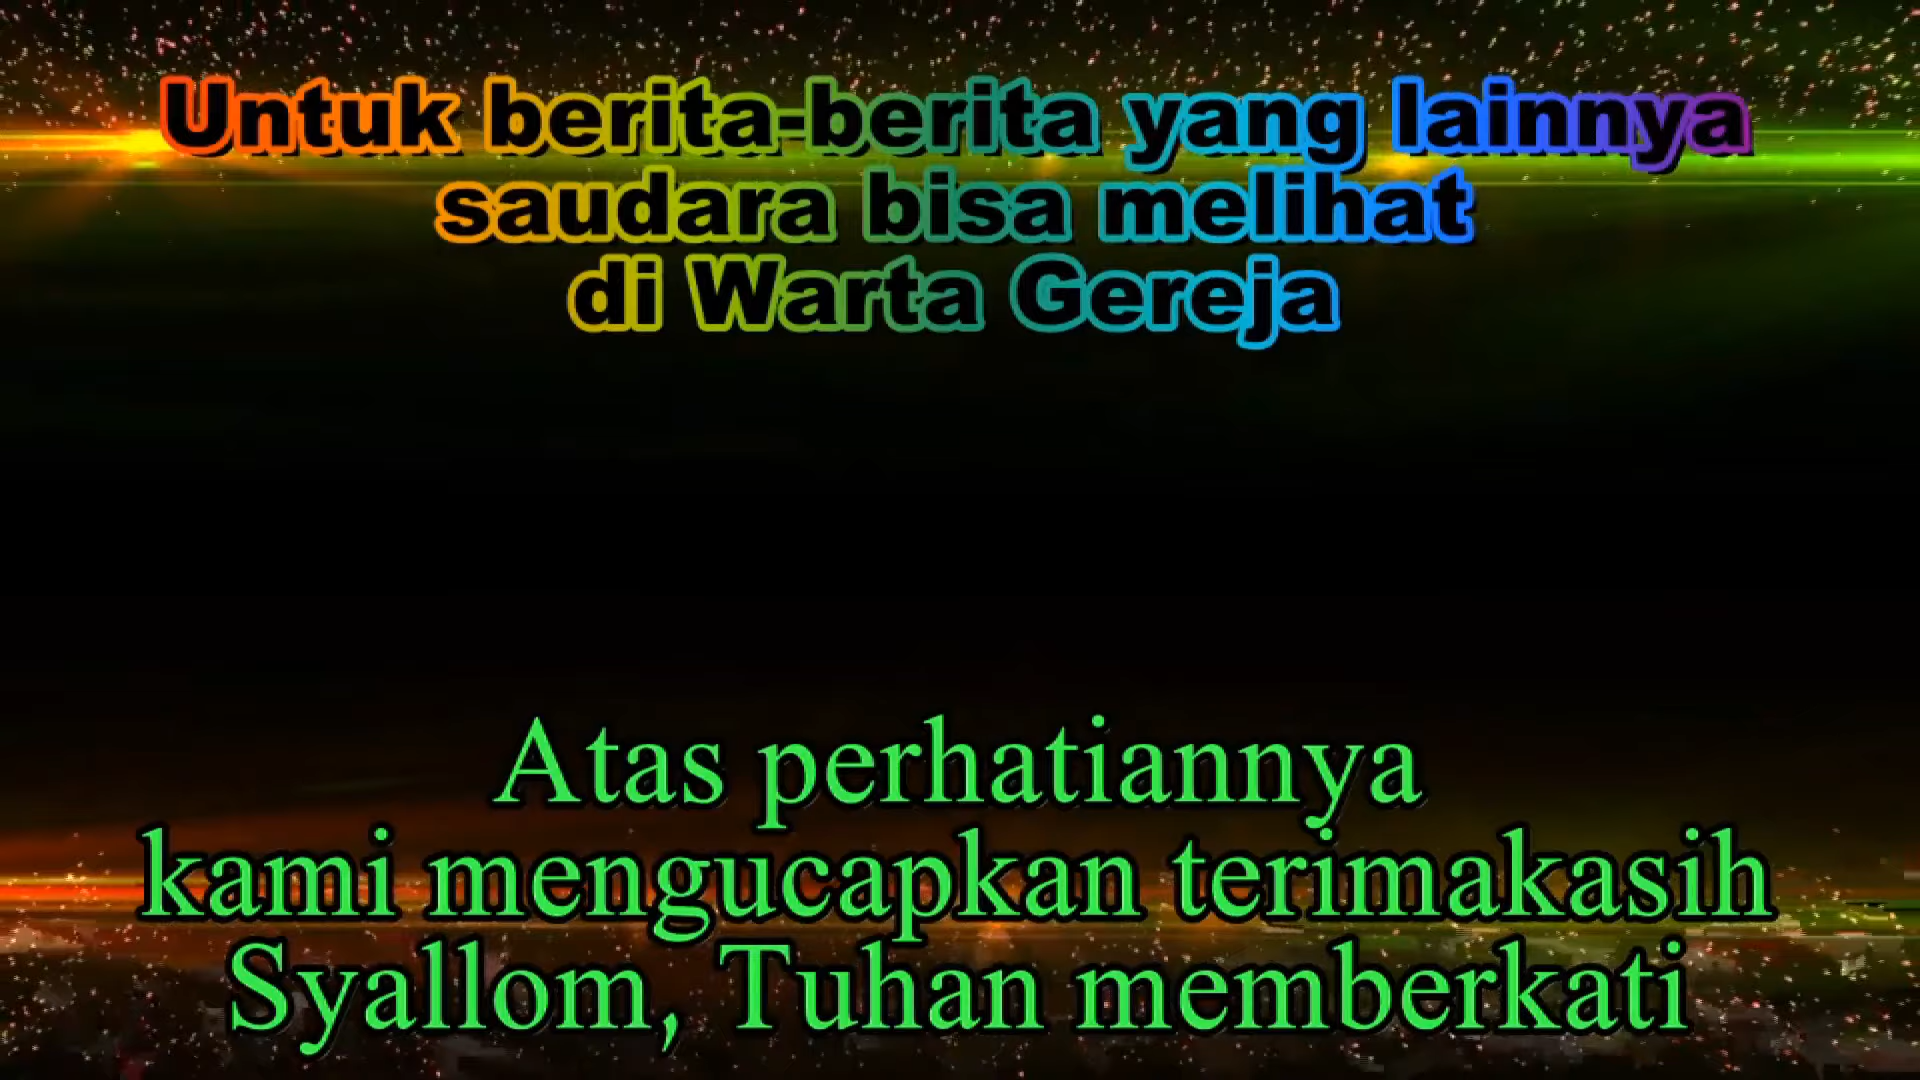 Untuk berita-berita yang lainnya
saudara bisa melihat
di Warta Gereja
Atas perhatiannya
kami mengucapkan terimakasih
Syallom, Tuhan memberkati